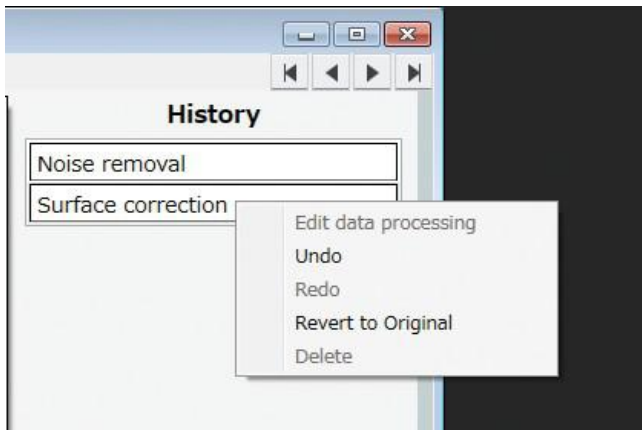 History
Noise removal
Surface correction
Edit data processing
Undo
Redo
Revert to Original
Delete